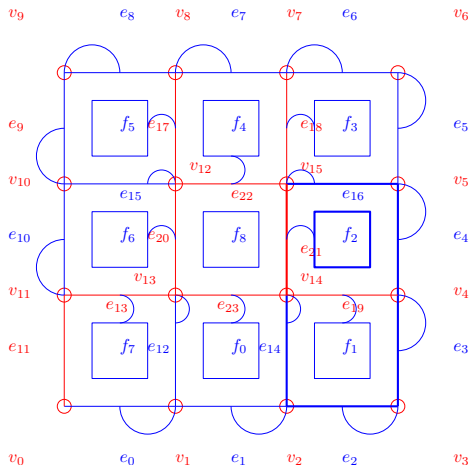 v₉ e₈ v₈ e₇ v₇ e₆ v₆
e₉ f₅ e₁₇ f₄ e₁₈ f₃ e₅
v₁₀ v₁₂ v₁₅ v₅
e₁₅ e₂₂ e₁₆
e₁₀ f₆ e₂₀ f₈ e₂₁ f₂ e₄
v₁₁ v₁₃ v₁₄ v₄
e₁₃ e₂₃ e₁₉
e₁₁ f₇ e₁₂ f₀ e₁₄ f₁ e₃
v₀ e₀ v₁ e₁ v₂ e₂ v₃